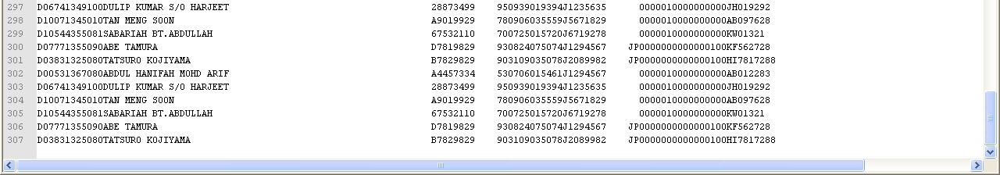 297 D06741349100DULIP KUMAR S/O HARJEET 28873499 950939019394J1235635 0000010000000000JH019292
298 D10071345010TAN MENG SOON A9019929 780906035559J5671829 0000010000000000AB097628
299 D10544355081SABARIAH BT.ABDULLAH 67532110 700725015720J6719278 0000010000000000KW01321
300 D07771355090ABE TAMURA D7819829 930824075074J1294567 JP0000000000000100KF562728
301 D03831325080TATSURO KOJIYAMA B7829829 903109035078J2089982 JP0000000000000100HI7817288
302 D00531367080ABDUL HANIFAH MOHD ARIF A4457334 530706015461J1294567 0000010000000000AB012283
303 D06741349100DULIP KUMAR S/O HARJEET 28873499 950939019394J1235635 0000010000000000JH019292
304 D10071345010TAN MENG SOON A9019929 780906035559J5671829 0000010000000000AB097628
305 D10544355081SABARIAH BT.ABDULLAH 67532110 700725015720J6719278 0000010000000000KW01321
306 D07771355090ABE TAMURA D7819829 930824075074J1294567 JP0000000000000100KF562728
307 D03831325080TATSURO KOJIYAMA B7829829 903109035078J2089982 JP0000000000000100HI7817288